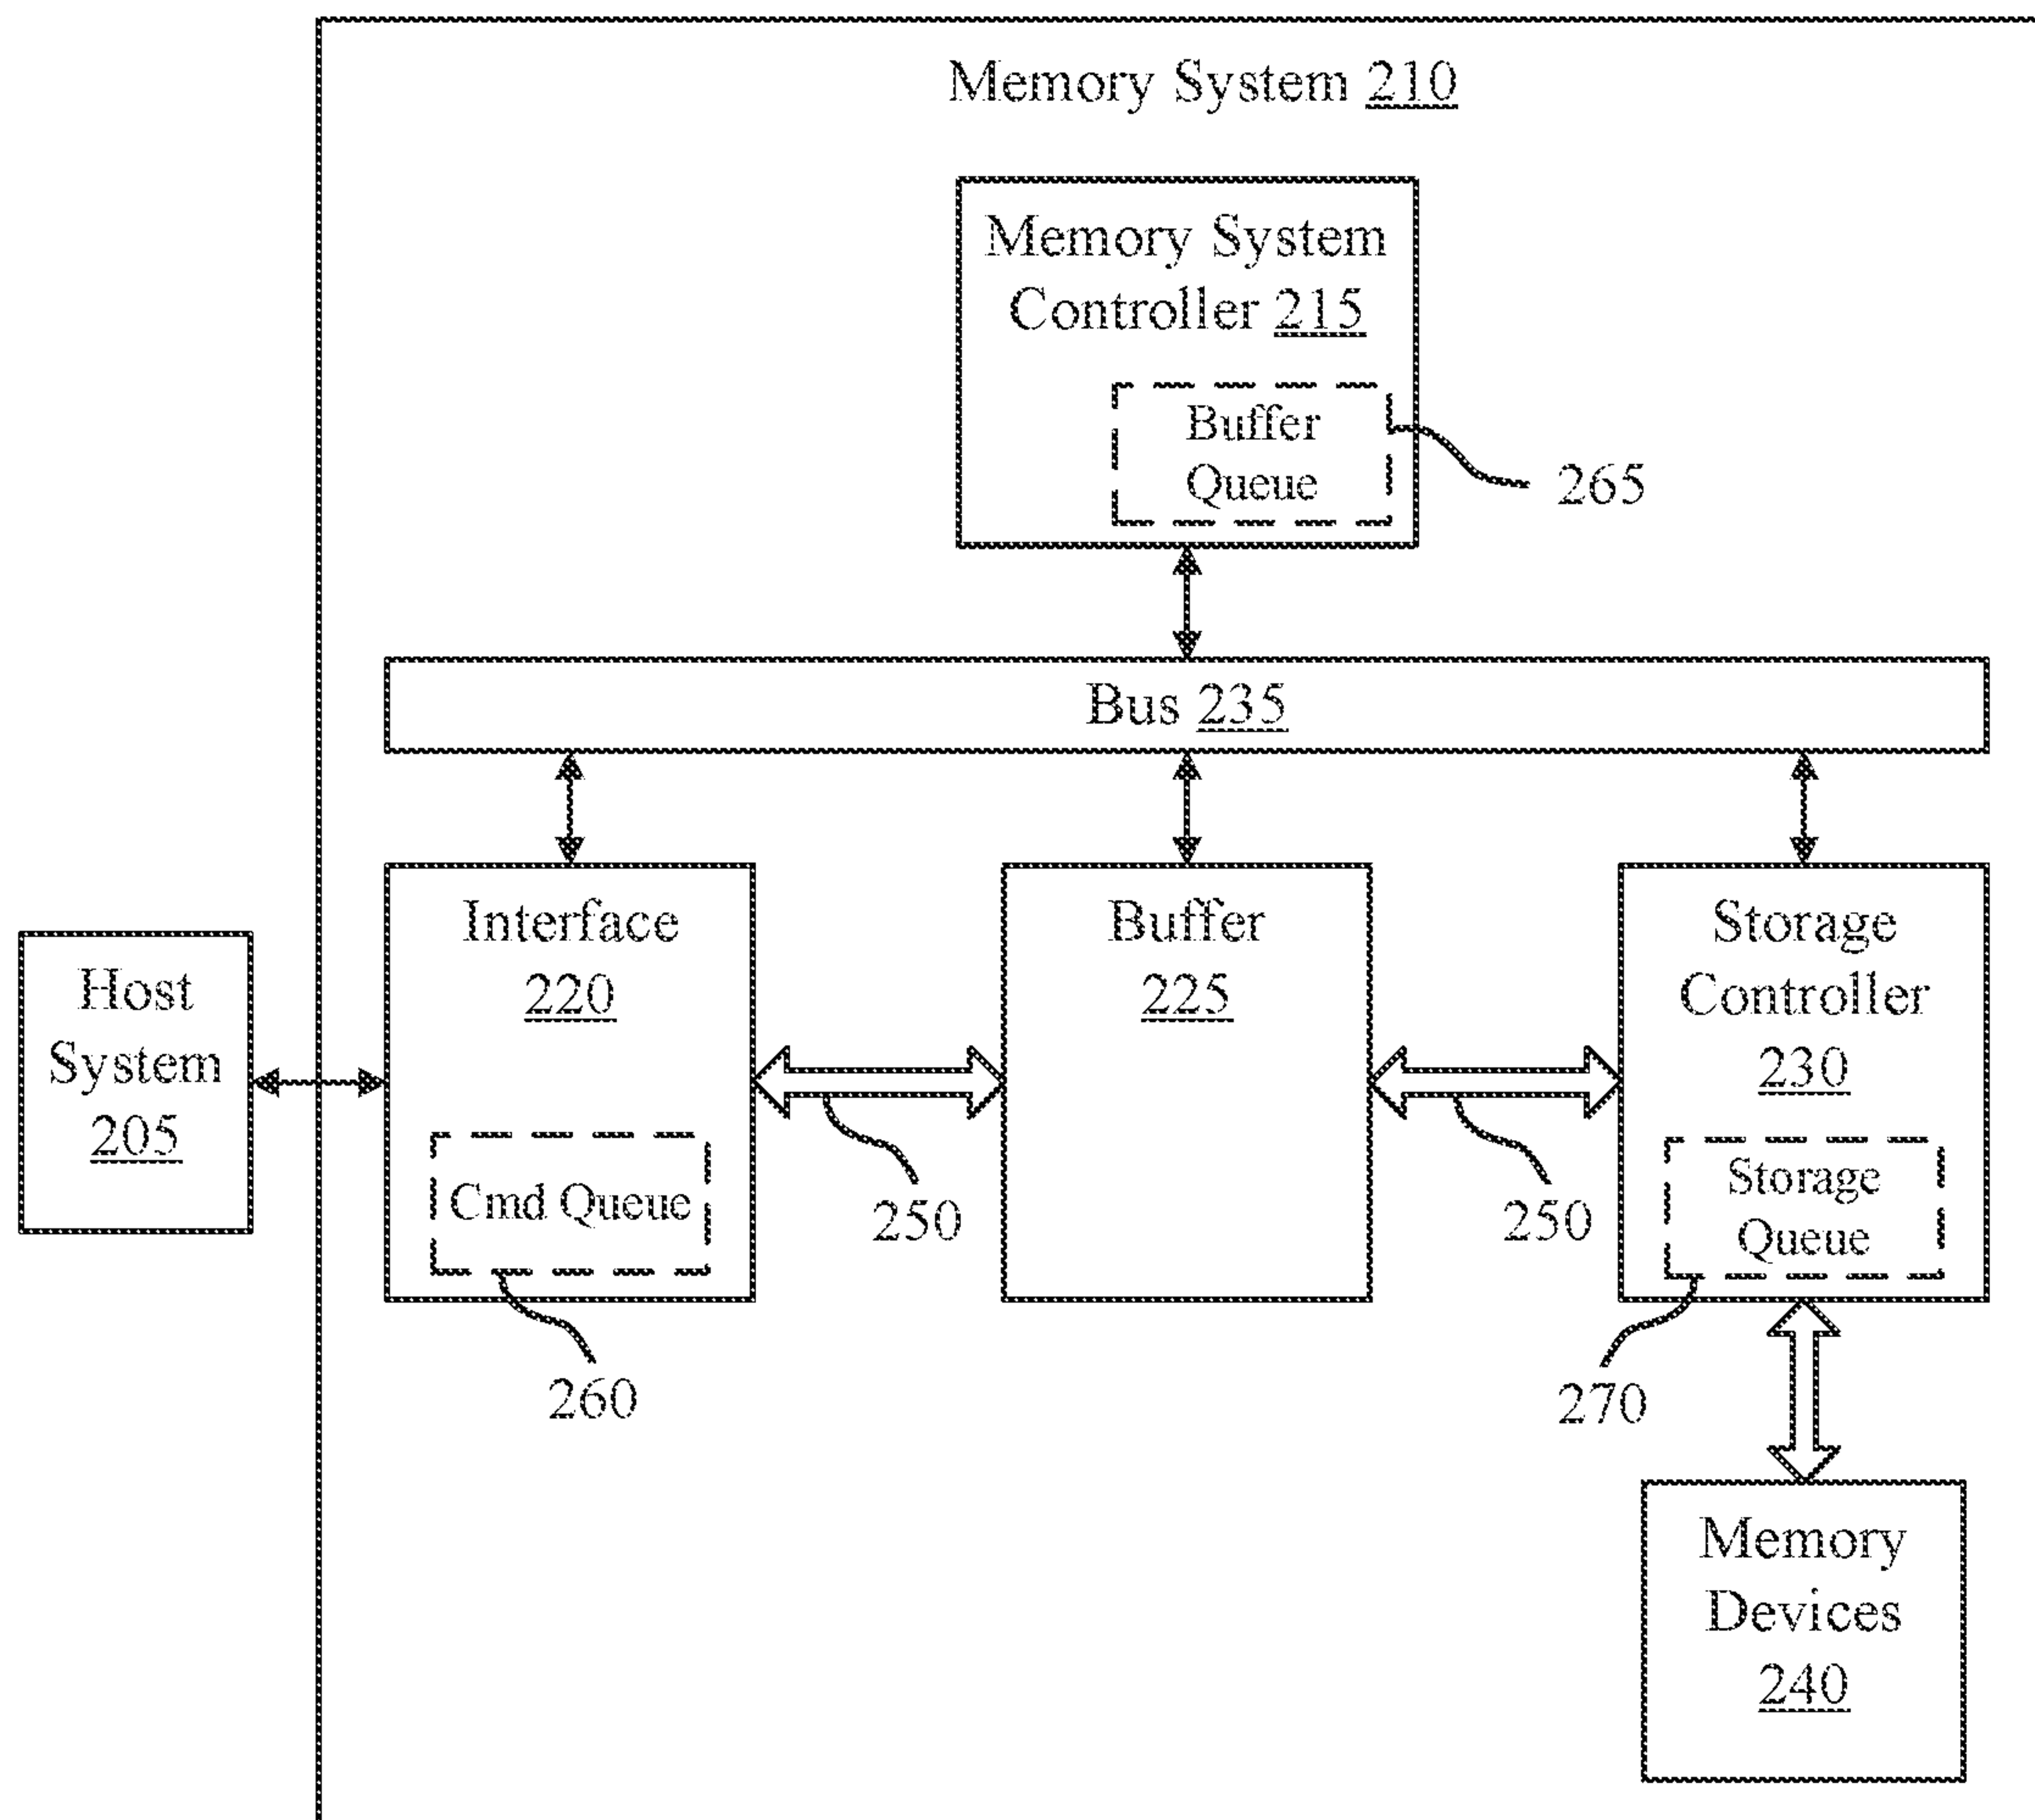 Memory System 210
Memory System
Controller 215
Buffer
Queue
265
Bus 235
Interface
220
Buffer
225
Storage
Controller
230
Host
System
205
Cmd Queue
Storage
Queue
250
250
260
270
Memory
Devices
240